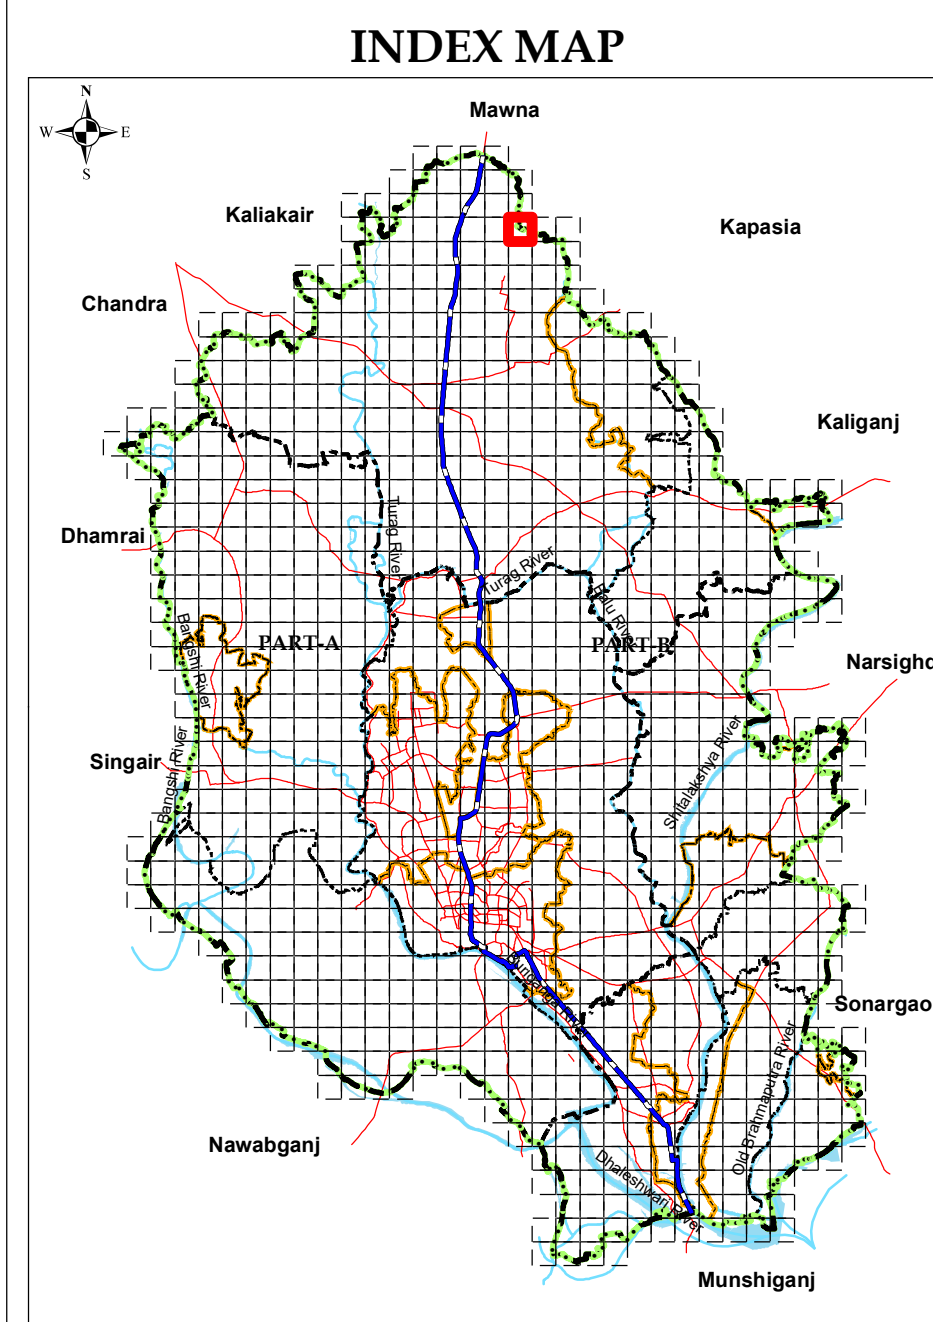 INDEX MAP
N
W E
S
Mawna
Kaliakair
Kapasia
Chandra
Kaliganj
Dhamrai
Turag River
Turag River
Balu River
Bangshi River
PART-A
PART-B
Narsighd
Singair
Bangshi River
Shitalakshya River
Buriganga River
Sonargao
Old Brahmaputra River
Nawabganj
Dhaleshwari River
Munshiganj